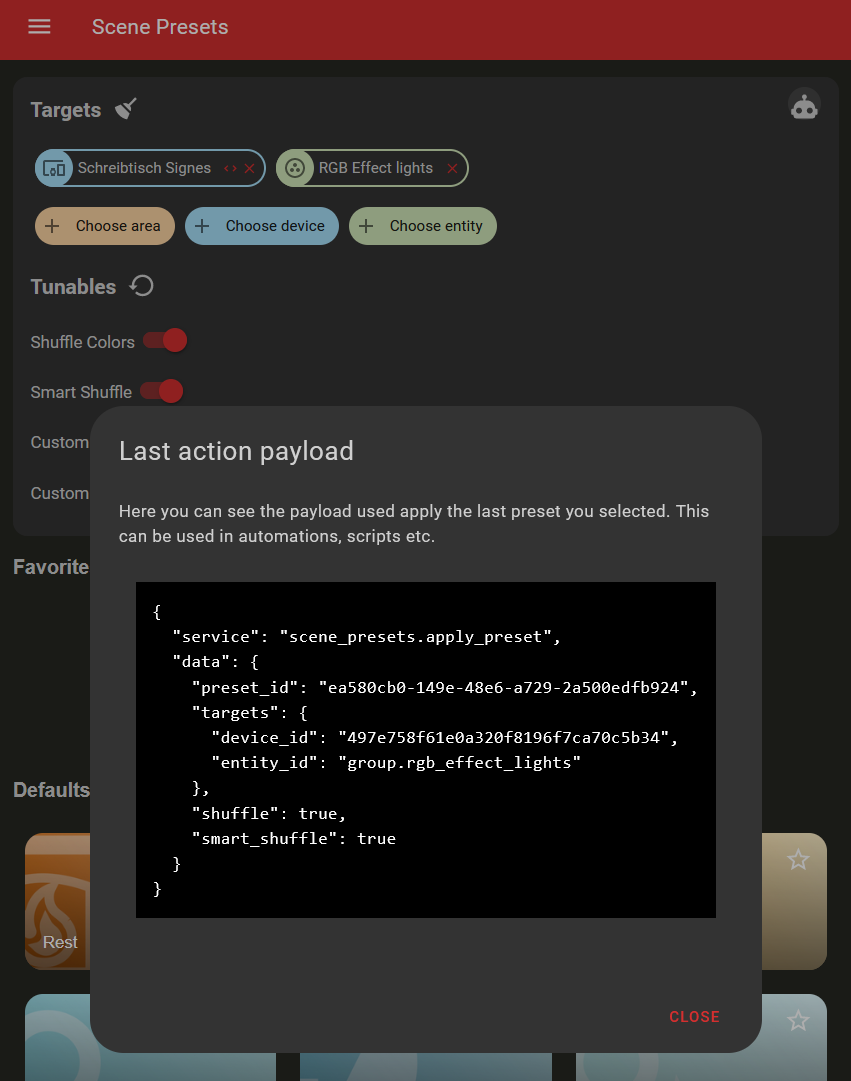 Scene Presets
Targets
Schreibtisch Signes
RGB Effect lights
Choose area
Choose device
Choose entity
Tunables
Shuffle Colors
Smart Shuffle
Custom
Custom
Last action payload
Here you can see the payload used apply the last preset you selected. This
can be used in automations, scripts etc.
Favorite
{
"service": "scene_presets.apply_preset",
"data": {
"preset_id": "ea580cb0-149e-48e6-a729-2a500edfb924",
"targets": {
"device_id": "497e758f61e0a320f8196f7ca70c5b34",
"entity_id": "group.rgb_effect_lights"
},
"shuffle": true,
"smart_shuffle": true
}
}
Defaults
Rest
CLOSE